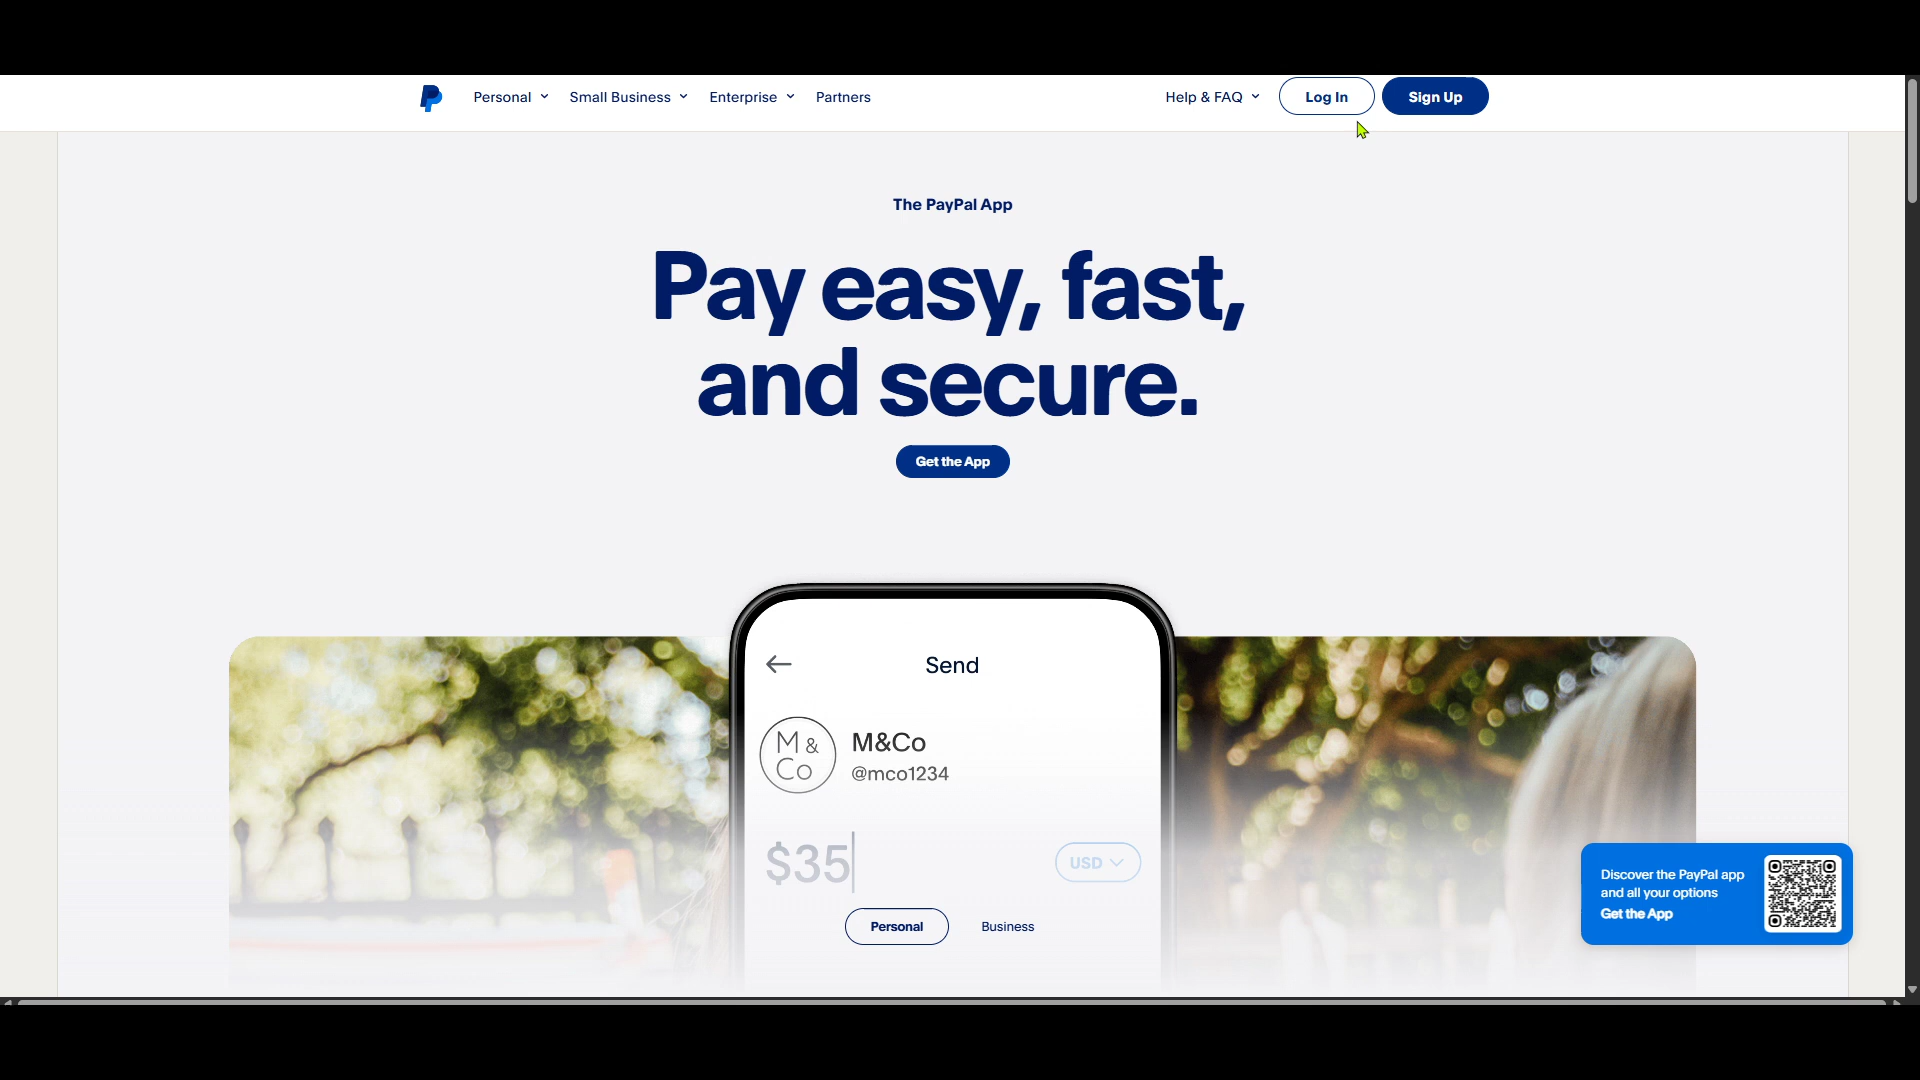 Personal
Small Business
Enterprise
Partners
Help & FAQ
Log In
Sign Up
The PayPal App
Pay easy, fast,
and secure.
Get the App
Send
M &
Co
M&Co
@mco1234
$35
USD
Personal
Business
Discover the PayPal app
and all your options
Get the App